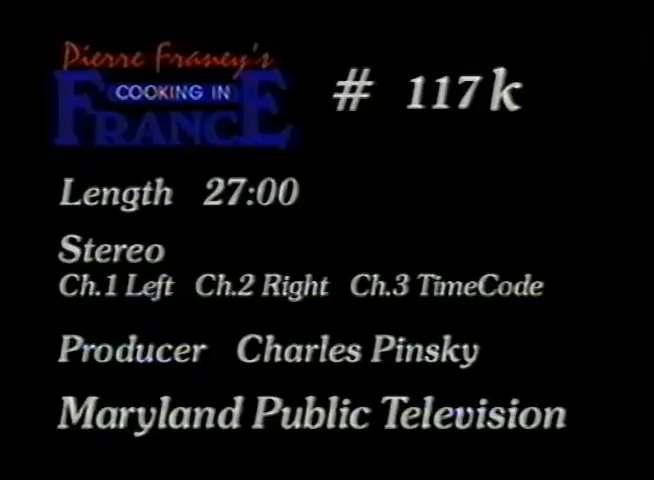 Pierre Franey's
COOKING IN
FRANCE
# 117k
Length 27:00
Stereo
Ch.1 Left Ch.2 Right Ch.3 TimeCode
Producer Charles Pinsky
Maryland Public Television